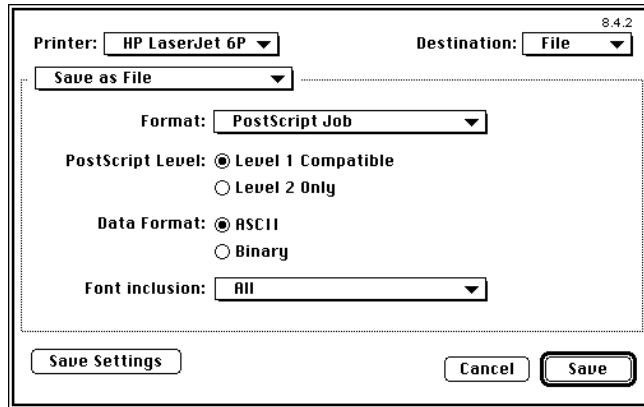 8.4.2
Printer: HP LaserJet 6P Destination: File
Save as File
Format: PostScript Job
PostScript Level: Level 1 Compatible
Level 2 Only
Data Format: ASCII
Binary
Font inclusion: All
Save Settings Cancel Save